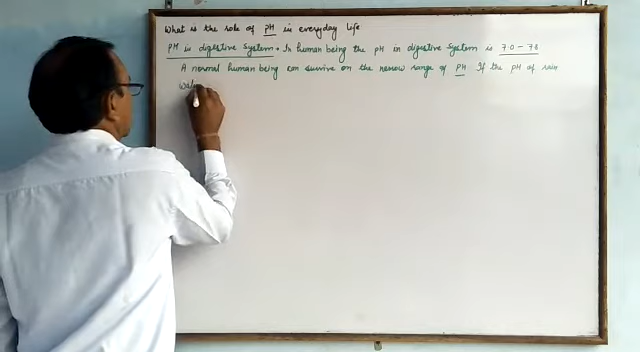 What is the role of pH in everyday life
PH in digestive system. In human being the pH in digestive system is 7.0 - 7.8
A normal human being can survive on the narrow range of PH If the pH of rain
Wate